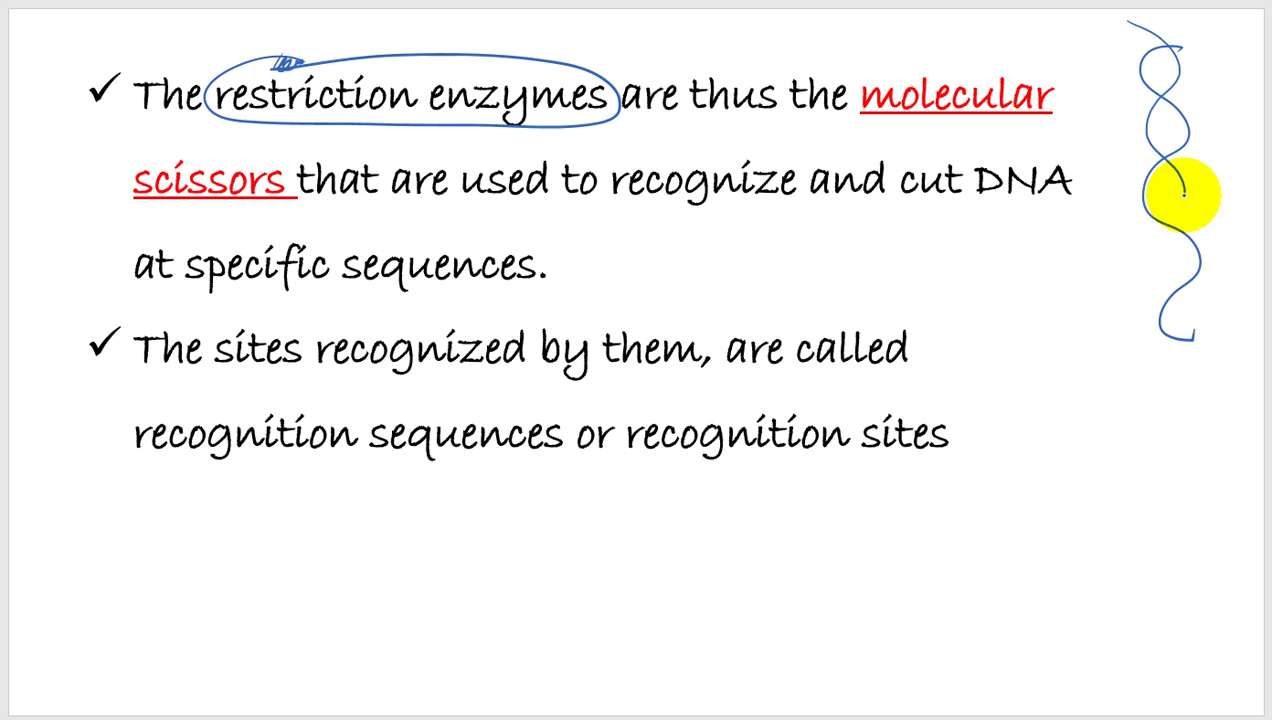 ✓ The restriction enzymes are thus the molecular
scissors that are used to recognize and cut DNA
at specific sequences.
✓ The sites recognized by them, are called
recognition sequences or recognition sites